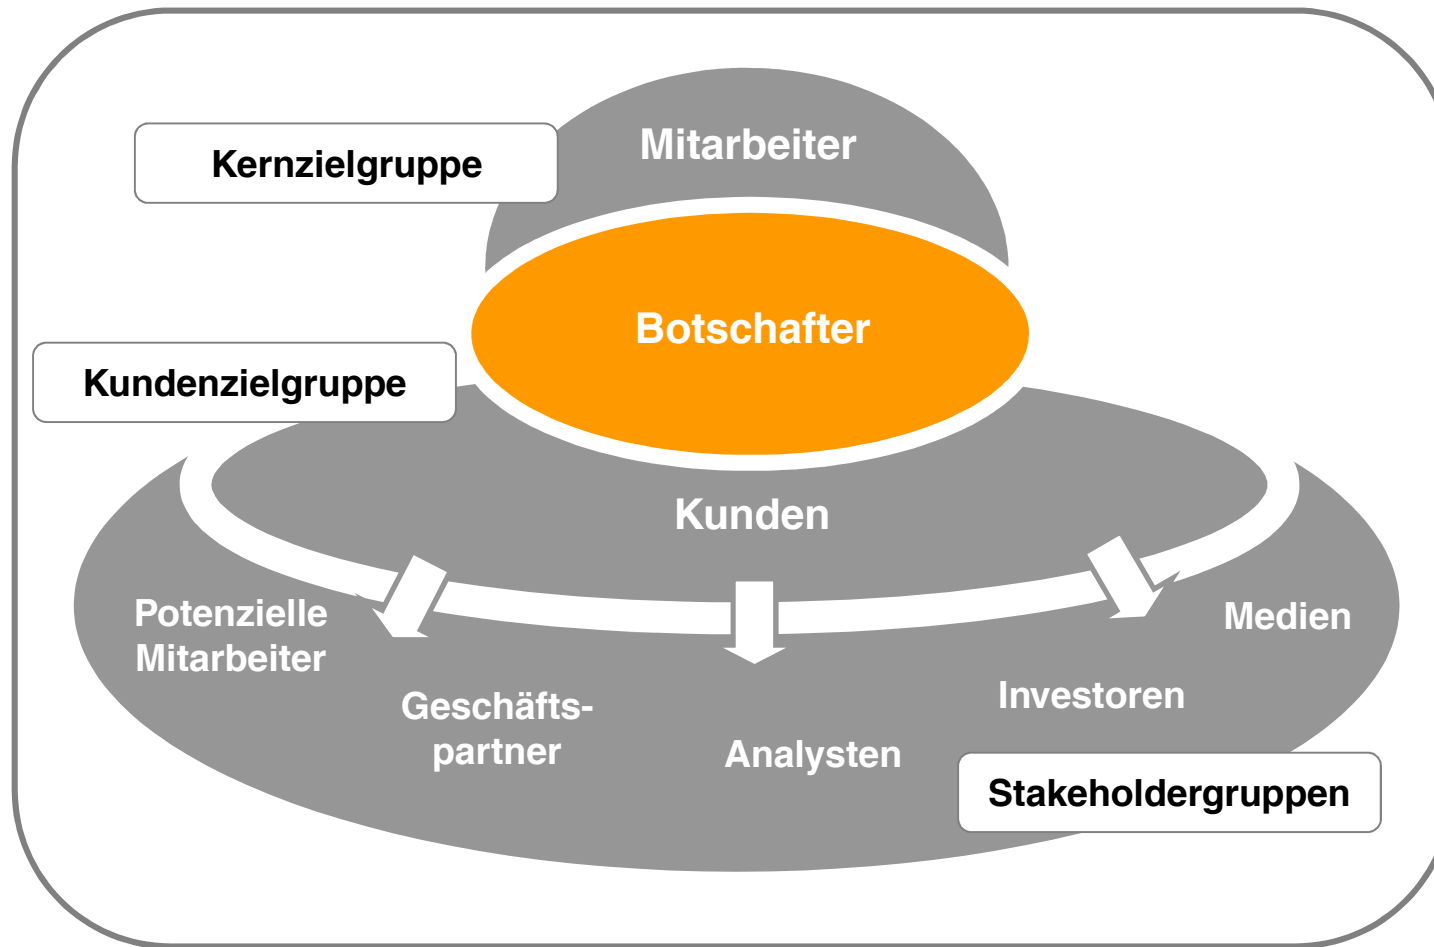 Mitarbeiter
Kernzielgruppe
Botschafter
Kundenzielgruppe
Kunden
Potenzielle
Mitarbeiter
Medien
Geschäfts-
partner
Investoren
Analysten
Stakeholdergruppen